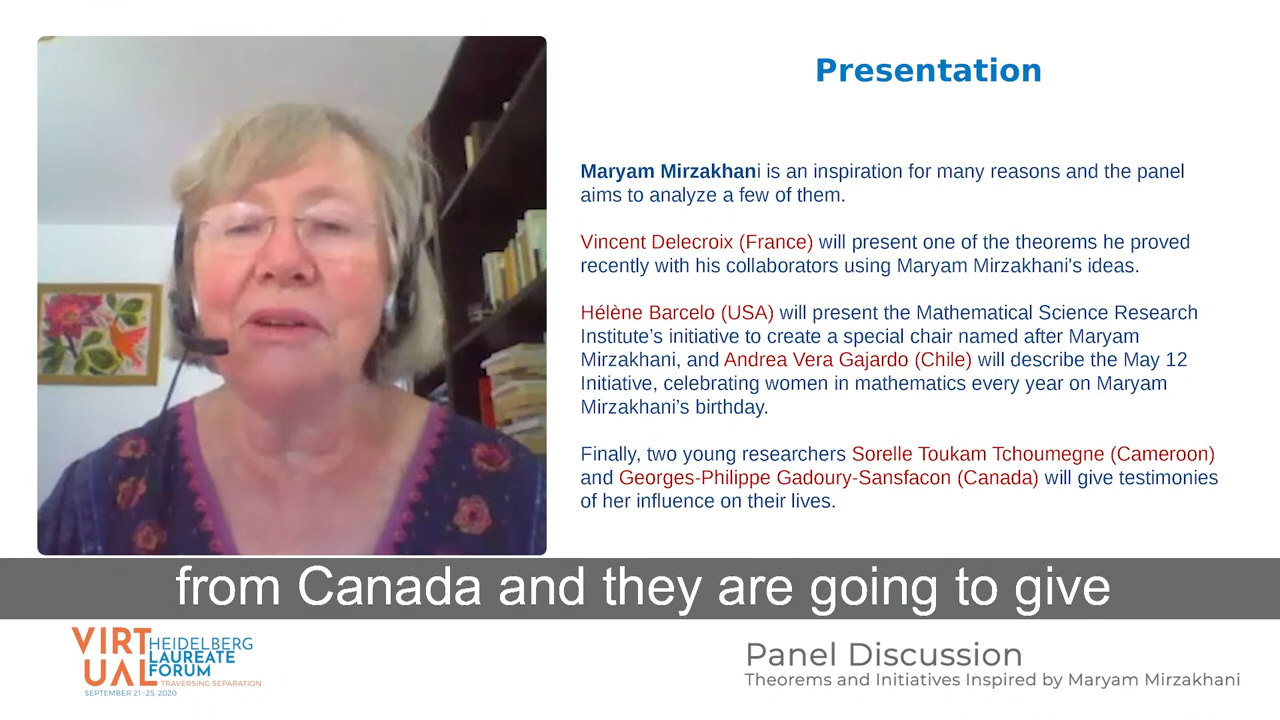 Presentation
Maryam Mirzakhani is an inspiration for many reasons and the panel
aims to analyze a few of them.
Vincent Delecroix (France) will present one of the theorems he proved
recently with his collaborators using Maryam Mirzakhani's ideas.
Hélène Barcelo (USA) will present the Mathematical Science Research
Institute’s initiative to create a special chair named after Maryam
Mirzakhani, and Andrea Vera Gajardo (Chile) will describe the May 12
Initiative, celebrating women in mathematics every year on Maryam
Mirzakhani’s birthday.
Finally, two young researchers Sorelle Toukam Tchoumegne (Cameroon)
and Georges-Philippe Gadoury-Sansfacon (Canada) will give testimonies
of her influence on their lives.
from Canada and they are going to give
VIRT
UAL
HEIDELBERG
LAUREATE
FORUM
TRAVERSING SEPARATION
SEPTEMBER 21–25, 2020
Panel Discussion
Theorems and Initiatives Inspired by Maryam Mirzakhani